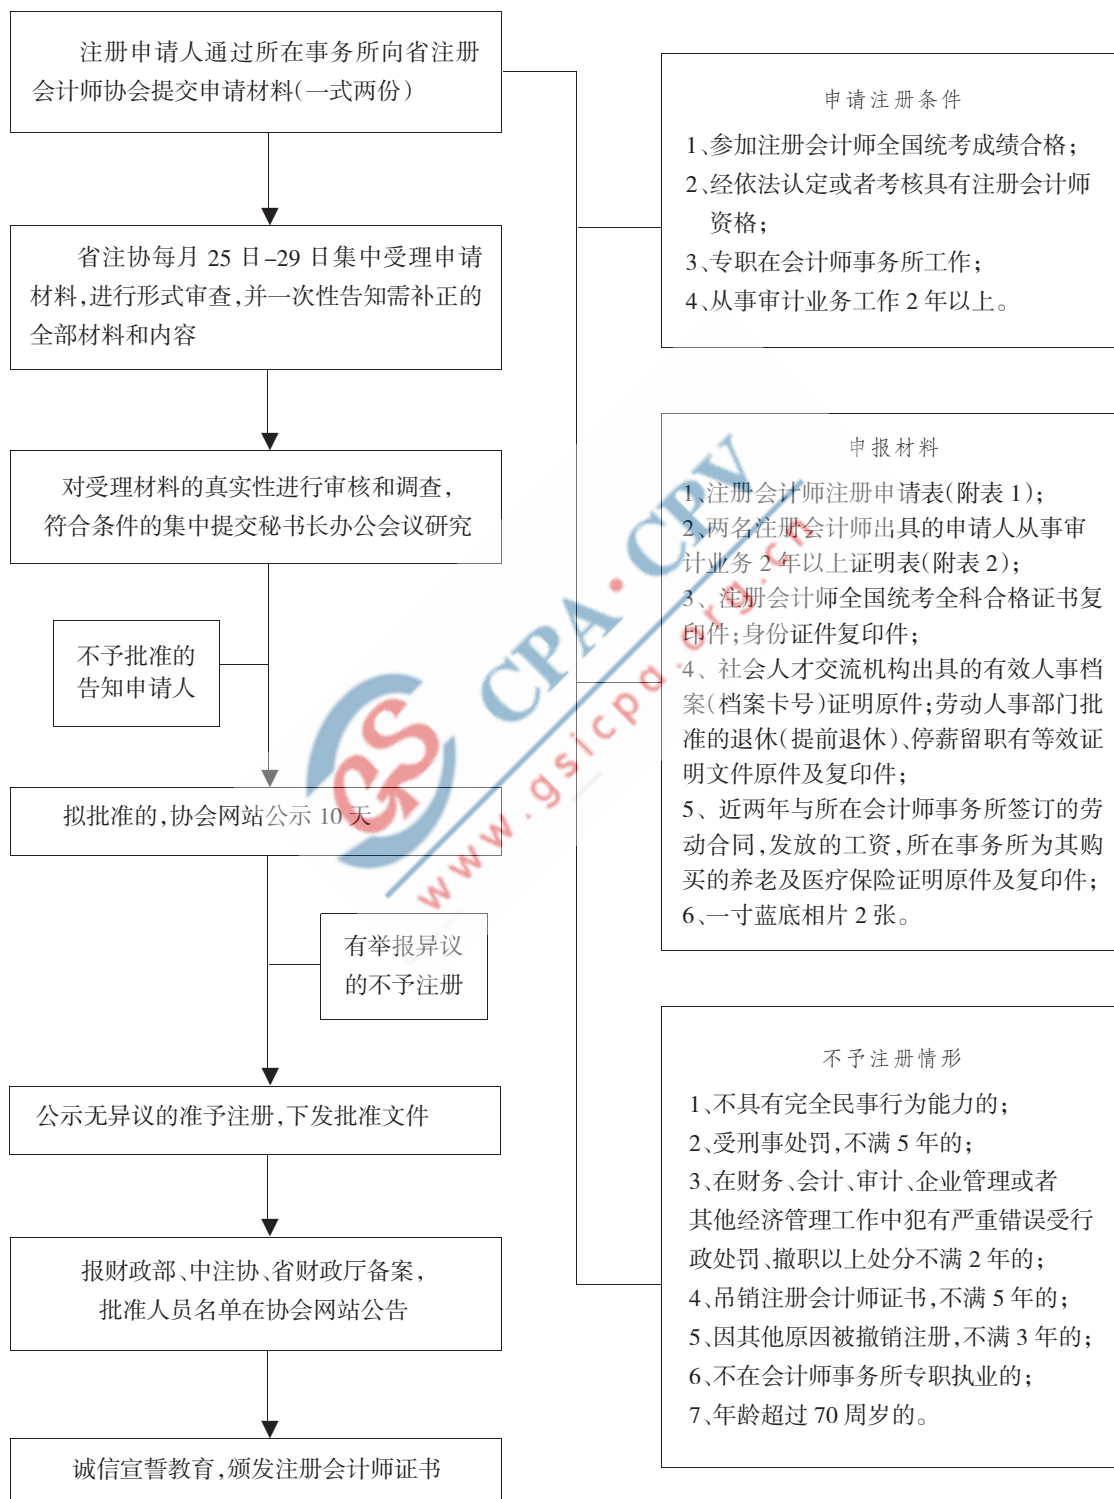 注册申请人通过所在事务所向省注册
会计师协会提交申请材料(一式两份)
省注协每月 25 日–29 日集中受理申请
材料,进行形式审查,并一次性告知需补正的
全部材料和内容
对受理材料的真实性进行审核和调查,
符合条件的集中提交秘书长办公会议研究
不予批准的
告知申请人
拟批准的,协会网站公示 10 天
有举报异议
的不予注册
公示无异议的准予注册,下发批准文件
报财政部、中注协、省财政厅备案,
批准人员名单在协会网站公告
诚信宣誓教育,颁发注册会计师证书
申请注册条件
1、参加注册会计师全国统考成绩合格;
2、经依法认定或者考核具有注册会计师
资格;
3、专职在会计师事务所工作;
4、从事审计业务工作 2 年以上。
申报材料
1、注册会计师注册申请表(附表 1);
2、两名注册会计师出具的申请人从事审
计业务 2 年以上证明表(附表 2);
3、注册会计师全国统考全科合格证书复
印件;身份证件复印件;
4、社会人才交流机构出具的有效人事档
案(档案卡号)证明原件;劳动人事部门批
准的退休(提前退休)、停薪留职有等效证
明文件原件及复印件;
5、近两年与所在会计师事务所签订的劳
动合同,发放的工资,所在事务所为其购
买的养老及医疗保险证明原件及复印件;
6、一寸蓝底相片 2 张。
不予注册情形
1、不具有完全民事行为能力的;
2、受刑事处罚,不满 5 年的;
3、在财务、会计、审计、企业管理或者
其他经济管理工作中犯有严重错误受行
政处罚、撤职以上处分不满 2 年的;
4、吊销注册会计师证书,不满 5 年的;
5、因其他原因被撤销注册,不满 3 年的;
6、不在会计师事务所专职执业的;
7、年龄超过 70 周岁的。
GS CPA·CPV
www.gsicpa.org.cn